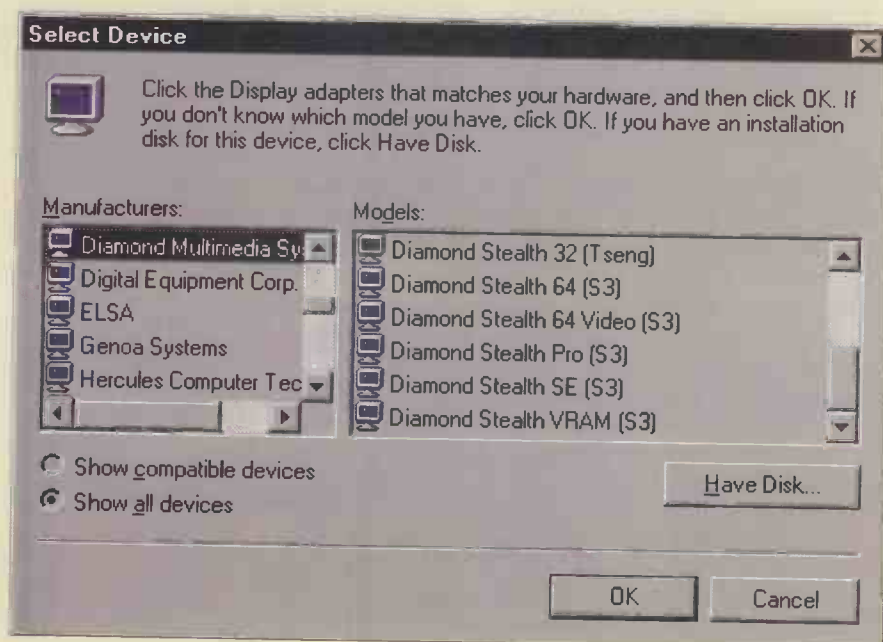 Select Device
Click the Display adapters that matches your hardware, and then click OK. If
you don't know which model you have, click OK. If you have an installation
disk for this device, click Have Disk.
Manufacturers:
Diamond Multimedia Sy
Digital Equipment Corp.
ELSA
Genoa Systems
Hercules Computer Tec
Models:
Diamond Stealth 32 (Tseng)
Diamond Stealth 64 (S3)
Diamond Stealth 64 Video (S3)
Diamond Stealth Pro (S3)
Diamond Stealth SE (S3)
Diamond Stealth VRAM (S3)
Show compatible devices
Show all devices
Have Disk...
OK
Cancel